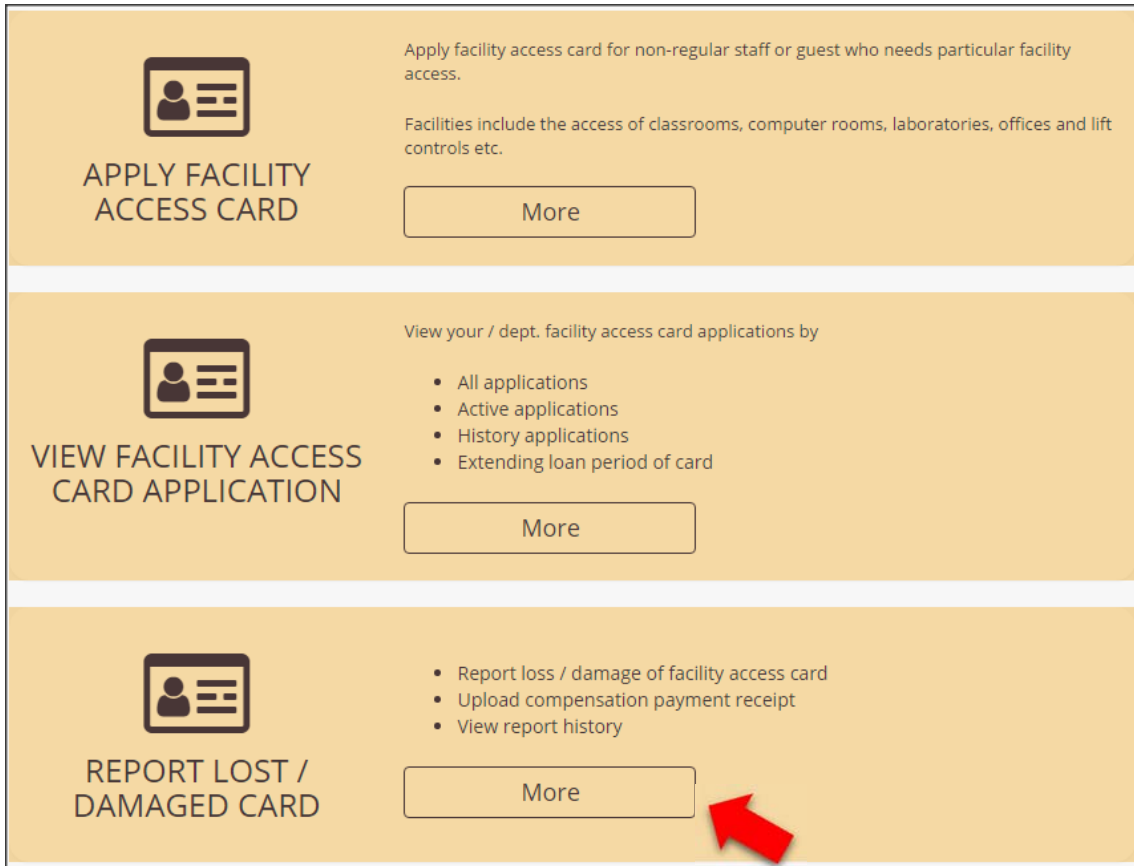 Apply facility access card for non-regular staff or guest who needs particular facility
access.
Facilities include the access of classrooms, computer rooms, laboratories, offices and lift
controls etc.
APPLY FACILITY
ACCESS CARD
More
View your / dept. facility access card applications by
• All applications
• Active applications
• History applications
• Extending loan period of card
VIEW FACILITY ACCESS
CARD APPLICATION
More
• Report loss / damage of facility access card
• Upload compensation payment receipt
• View report history
REPORT LOST /
DAMAGED CARD
More